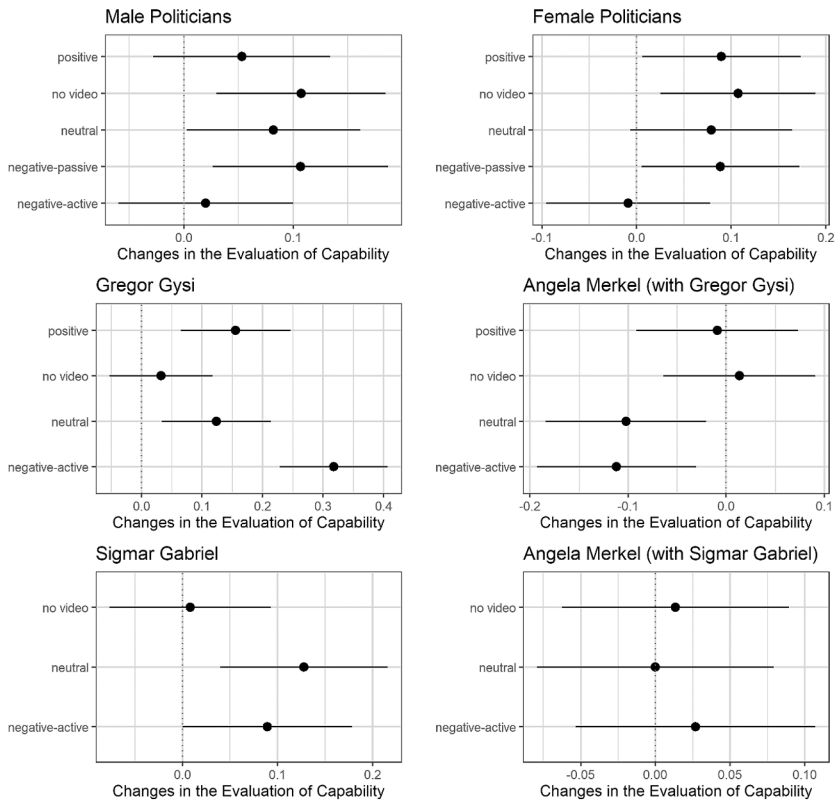 Male Politicians
positive
no video
neutral
negative-passive
negative-active
0.0 0.1
Changes in the Evaluation of Capability
Female Politicians
positive
no video
neutral
negative-passive
negative-active
-0.1 0.0 0.1 0.2
Changes in the Evaluation of Capability
Gregor Gysi
positive
no video
neutral
negative-active
0.0 0.1 0.2 0.3 0.4
Changes in the Evaluation of Capability
Angela Merkel (with Gregor Gysi)
positive
no video
neutral
negative-active
-0.2 -0.1 0.0 0.1
Changes in the Evaluation of Capability
Sigmar Gabriel
no video
neutral
negative-active
0.0 0.1 0.2
Changes in the Evaluation of Capability
Angela Merkel (with Sigmar Gabriel)
no video
neutral
negative-active
-0.05 0.00 0.05 0.10
Changes in the Evaluation of Capability